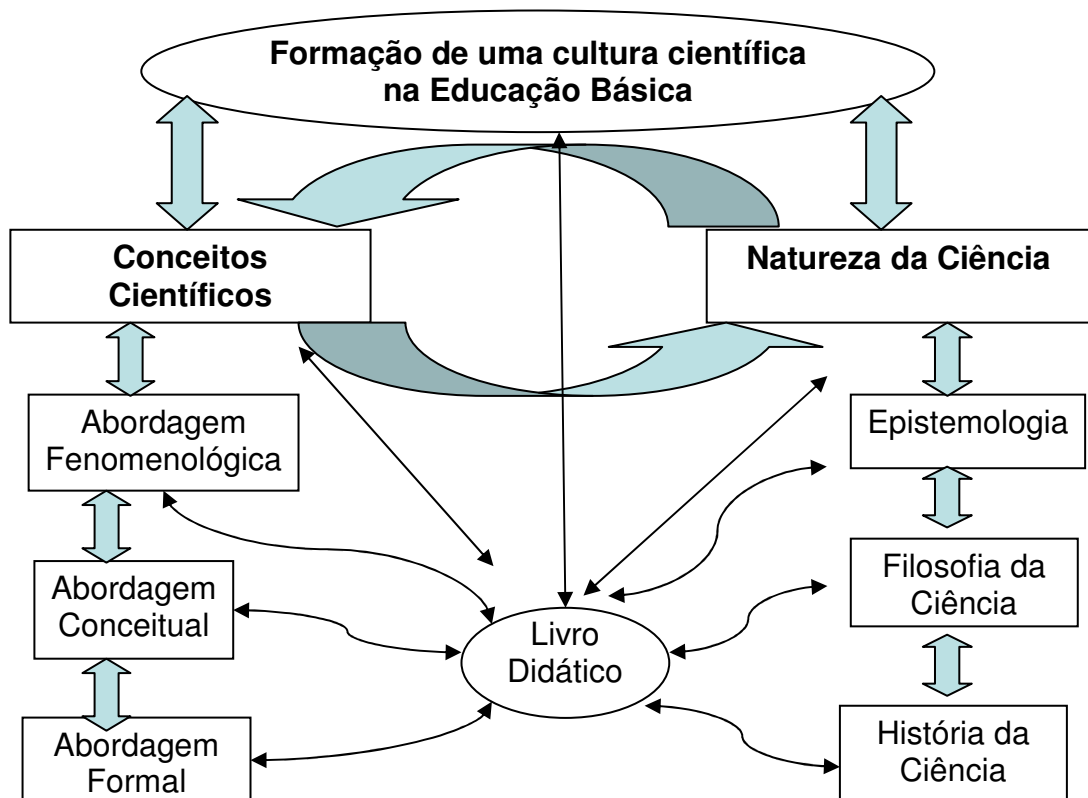 Formação de uma cultura científica
na Educação Básica
Conceitos
Científicos
Natureza da Ciência
Abordagem
Fenomenológica
Epistemologia
Abordagem
Conceitual
Filosofia da
Ciência
Livro
Didático
Abordagem
Formal
História da
Ciência